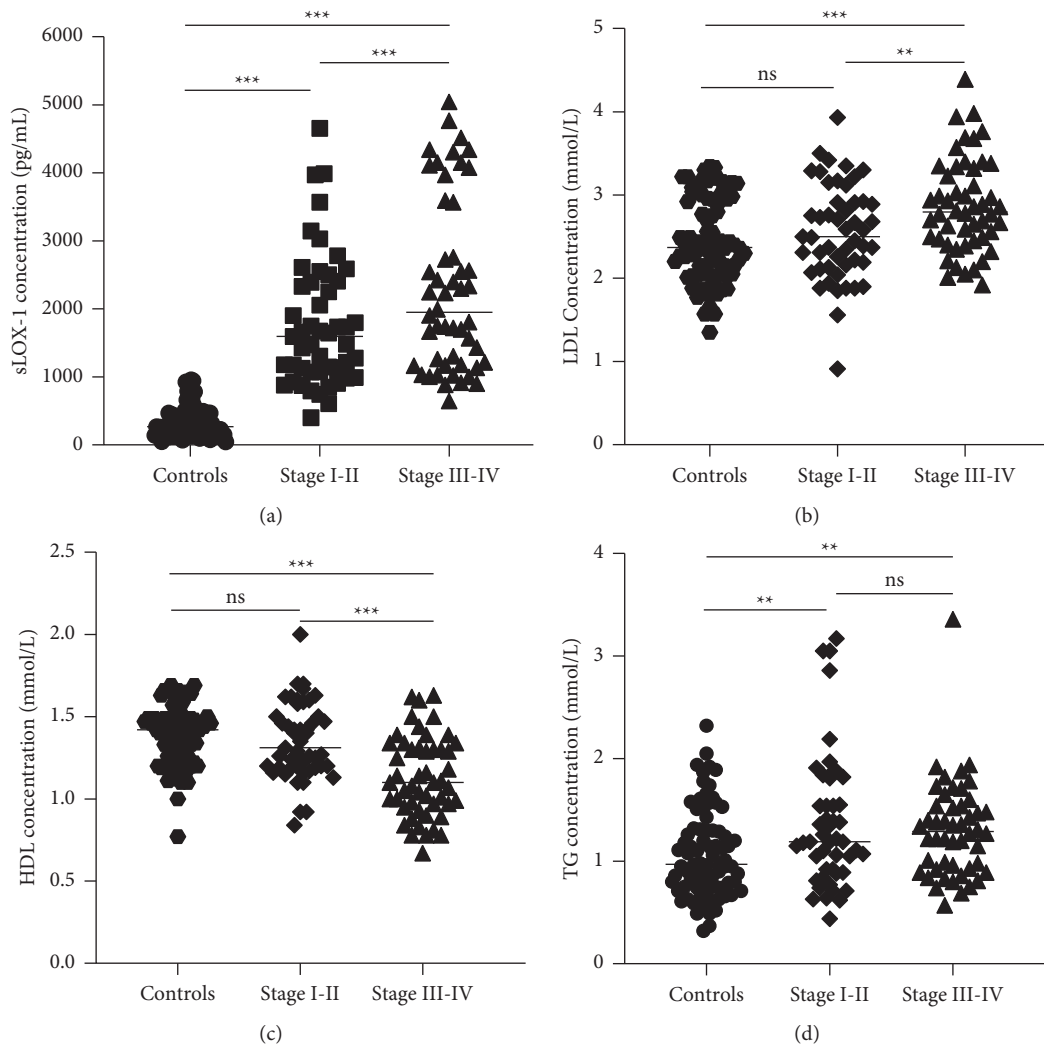 ***
6000
***
5000
***
4000
3000
2000
1000
0
sLOX-1 concentration (pg/mL)
Controls
Stage I-II
Stage III-IV
(a)
***
5
**
ns
4
3
2
1
0
LDL Concentration (mmol/L)
Controls
Stage I-II
Stage III-IV
(b)
2.5
***
ns
***
2.0
1.5
1.0
0.5
0.0
HDL concentration (mmol/L)
Controls
Stage I-II
Stage III-IV
(c)
4
**
ns
**
3
2
1
0
TG concentration (mmol/L)
Controls
Stage I-II
Stage III-IV
(d)